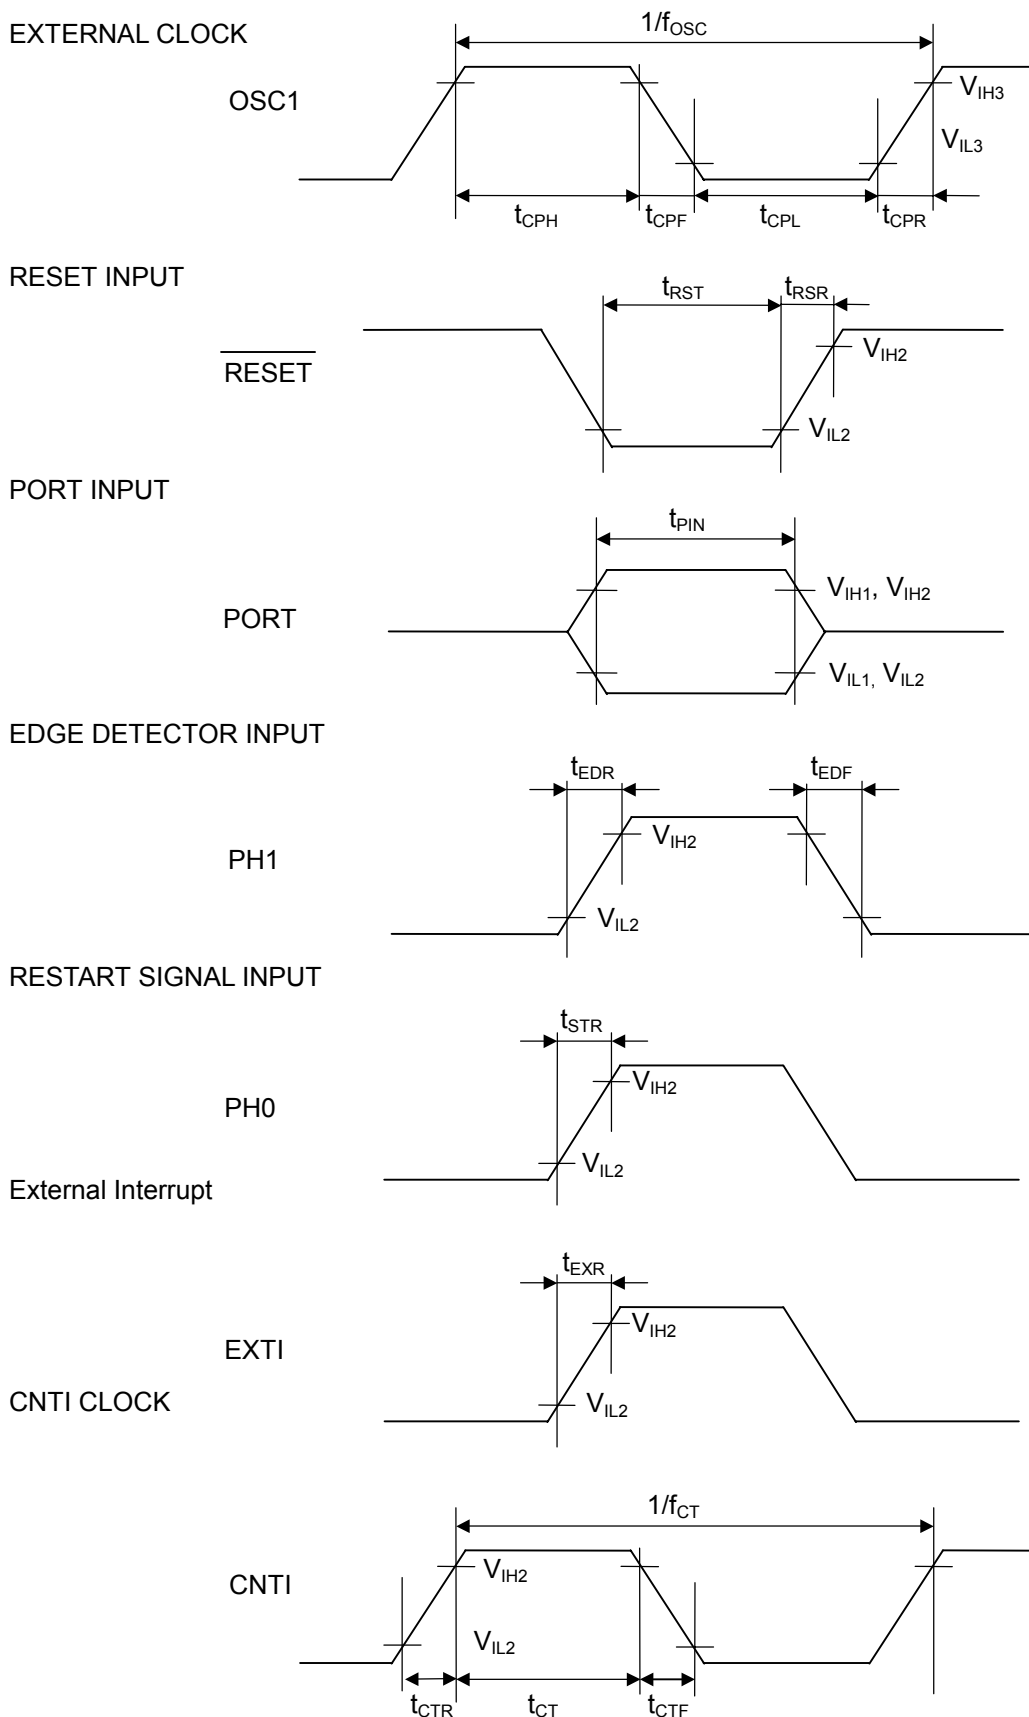 EXTERNAL CLOCK
1/fOSC
OSC1
VIH3
VIL3
tCPH
tCPF
tCPL
tCPR
RESET INPUT
tRST
tRSR
RESET
VIH2
VIL2
PORT INPUT
tPIN
PORT
VIH1, VIH2
VIL1, VIL2
EDGE DETECTOR INPUT
tEDR
tEDF
PH1
VIH2
VIL2
RESTART SIGNAL INPUT
tSTR
PH0
VIH2
VIL2
External Interrupt
tEXR
EXTI
VIH2
VIL2
CNTI CLOCK
1/fCT
CNTI
VIH2
VIL2
tCTR
tCT
tCTF